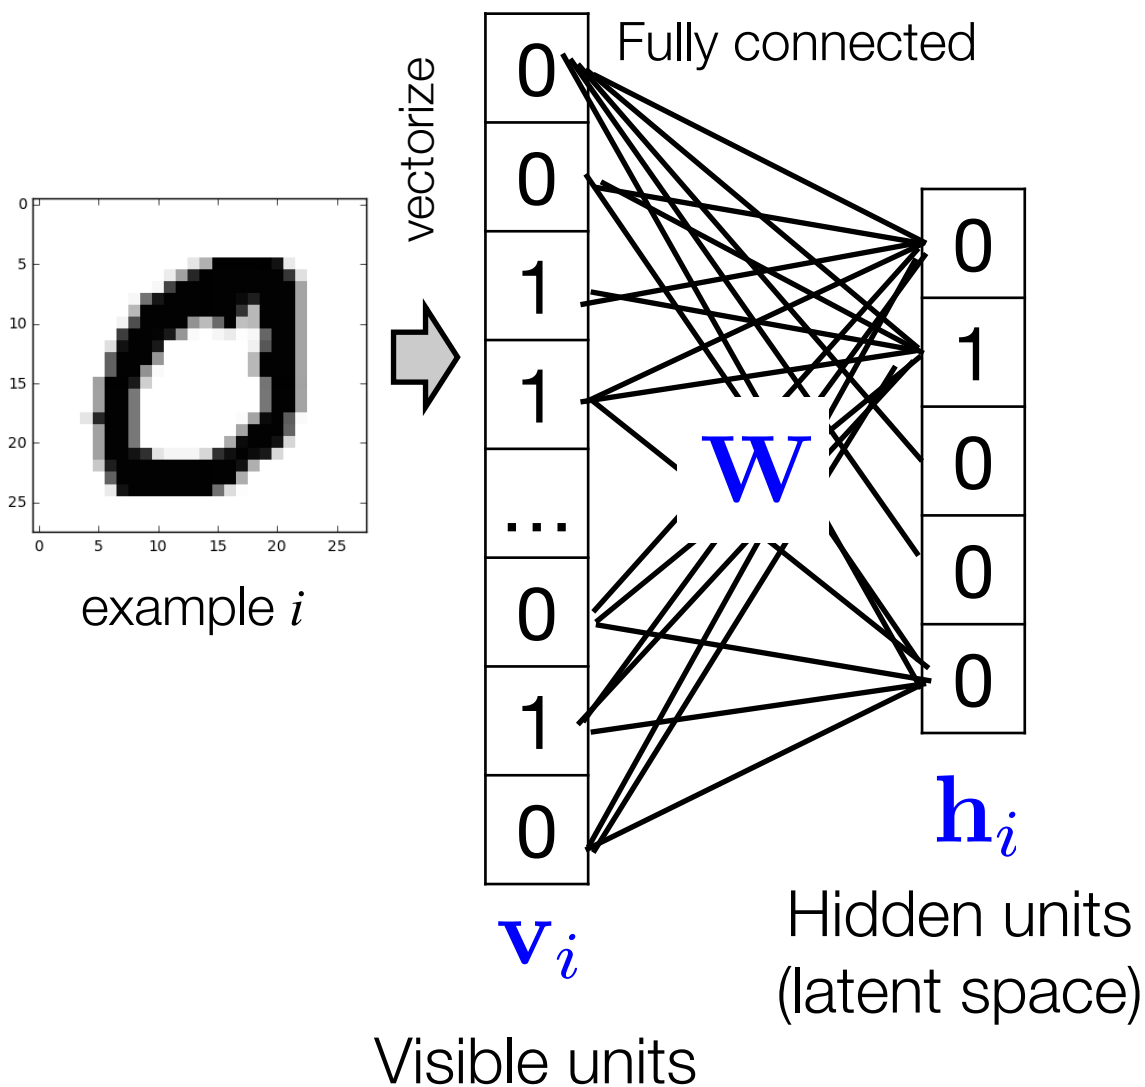 Fully connected
vectorize
0
0
1
1
...
0
1
0
0
1
0
0
0
W
0
5
10
15
20
25
0 5 10 15 20 25
example i
v_i
h_i
Hidden units
(latent space)
Visible units